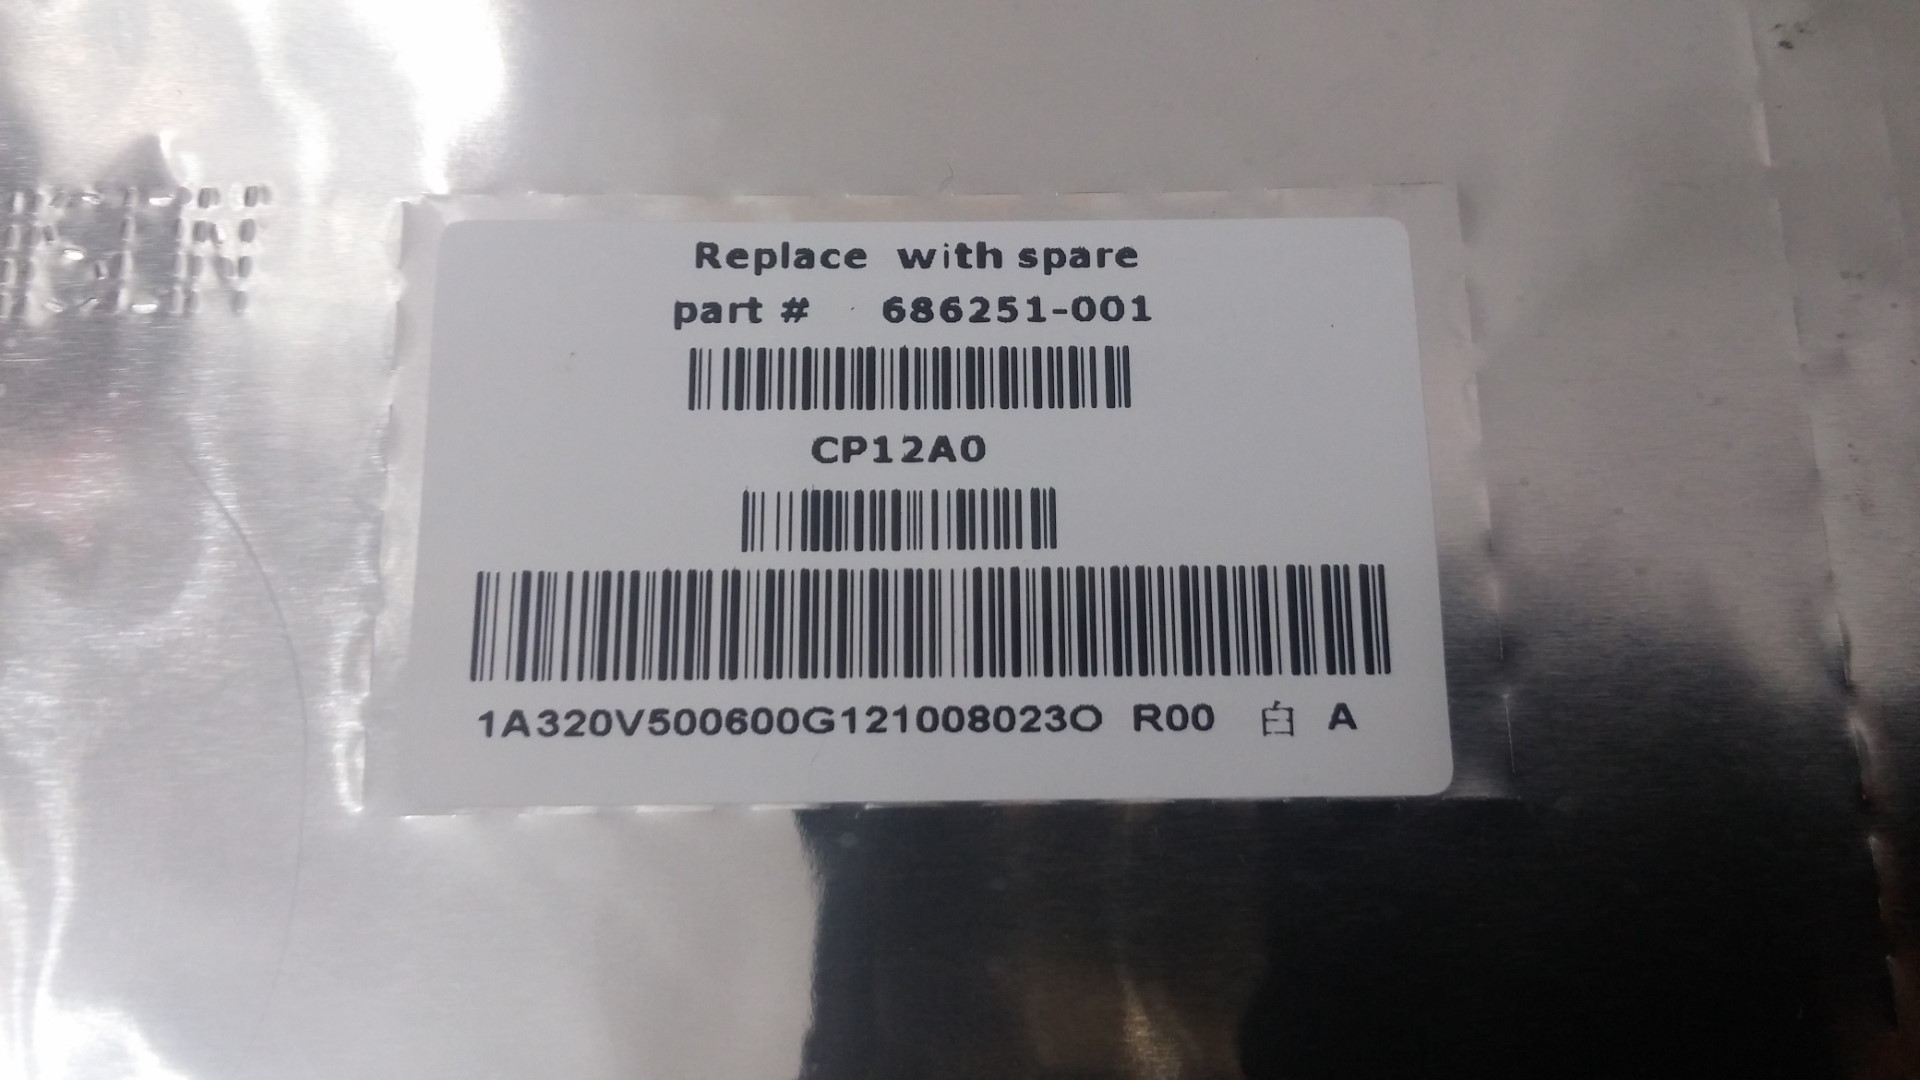 Replace with spare
part # 686251-001
CP12A0
1A320V500600G121008023O R00 白 A